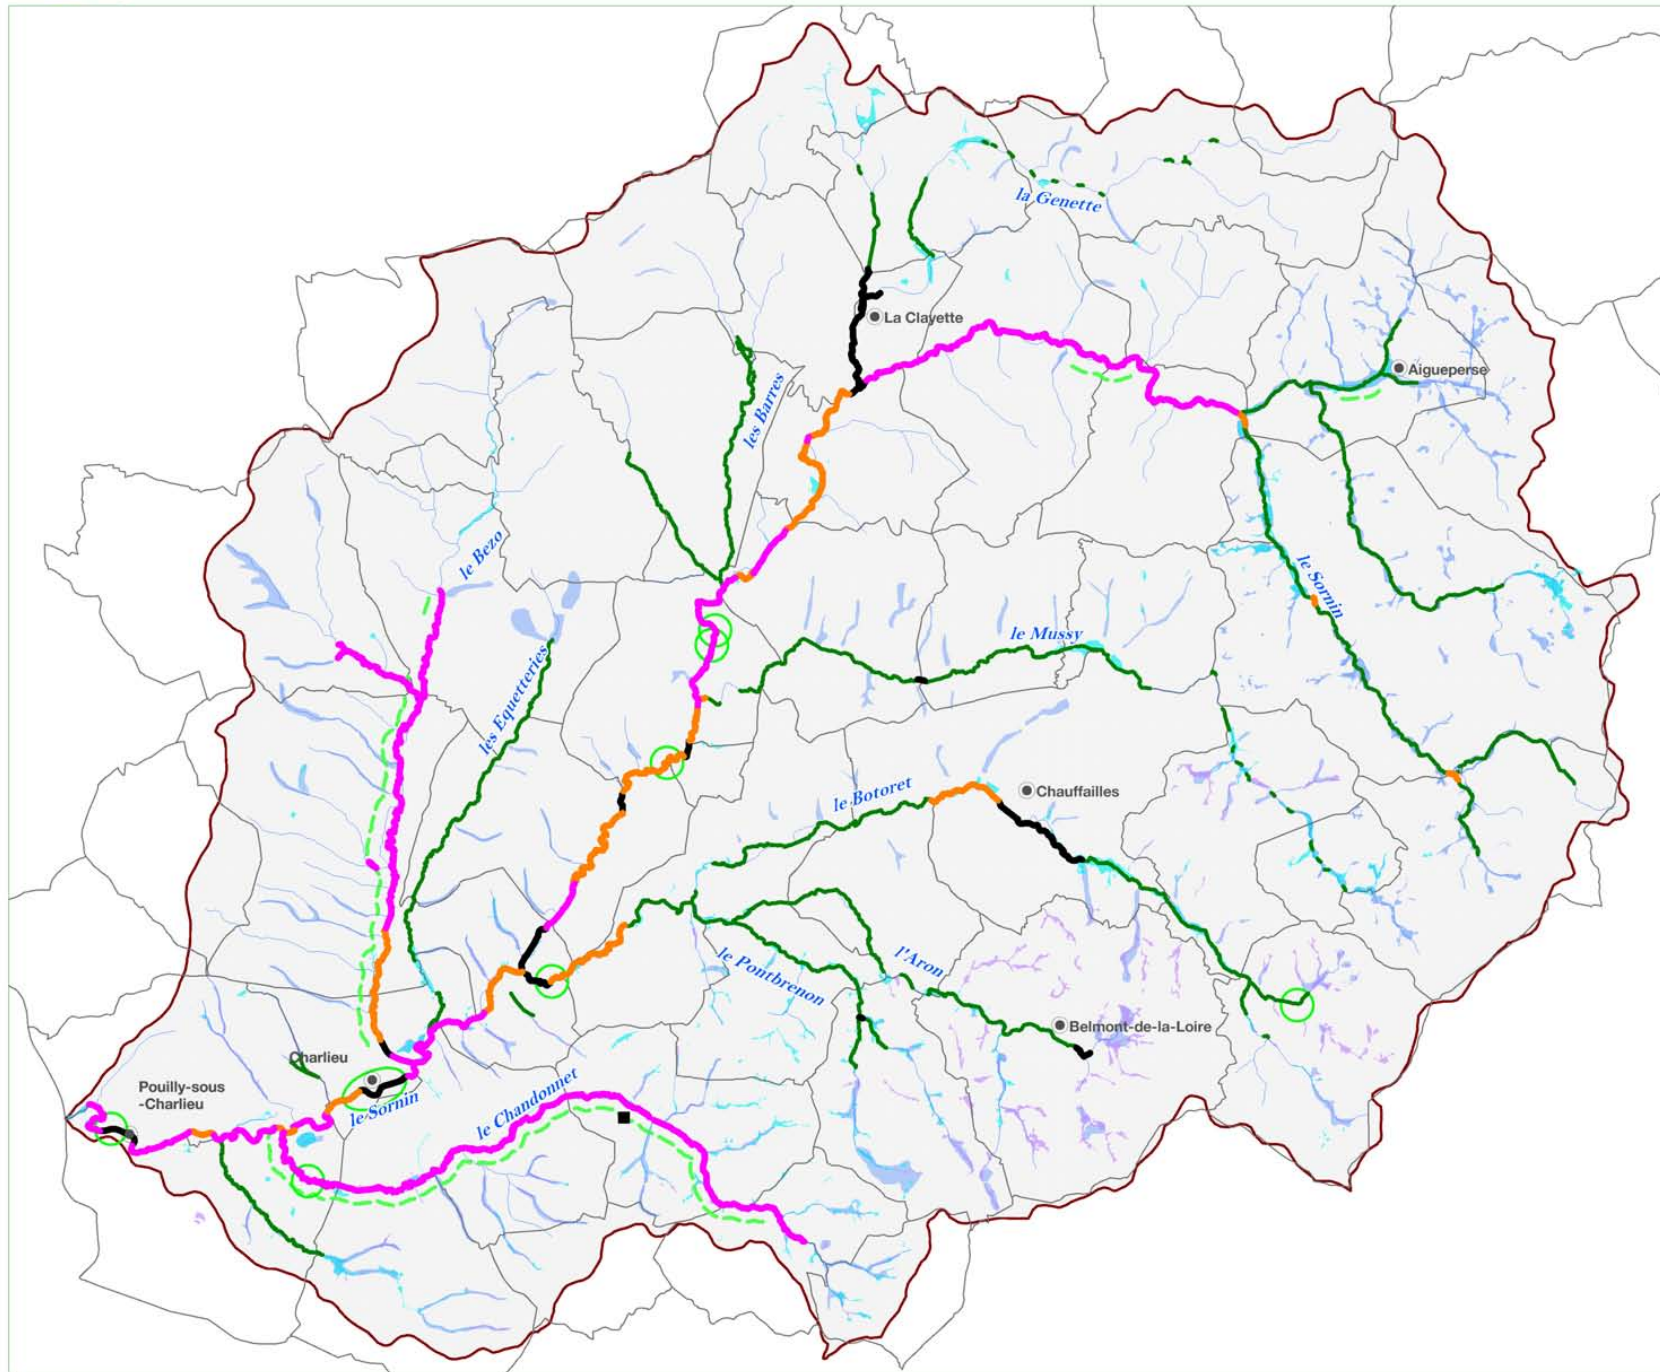 la Genette
La Clayette
Aigueperse
les Barres
le Bezo
le Sornin
le Mussy
les Equetteries
Chauffailles
le Botoret
l'Aron
le Pontbrenon
Belmont-de-la-Loire
Charlieu
Pouilly-sous
-Charlieu
le Sornin
le Chandonnet